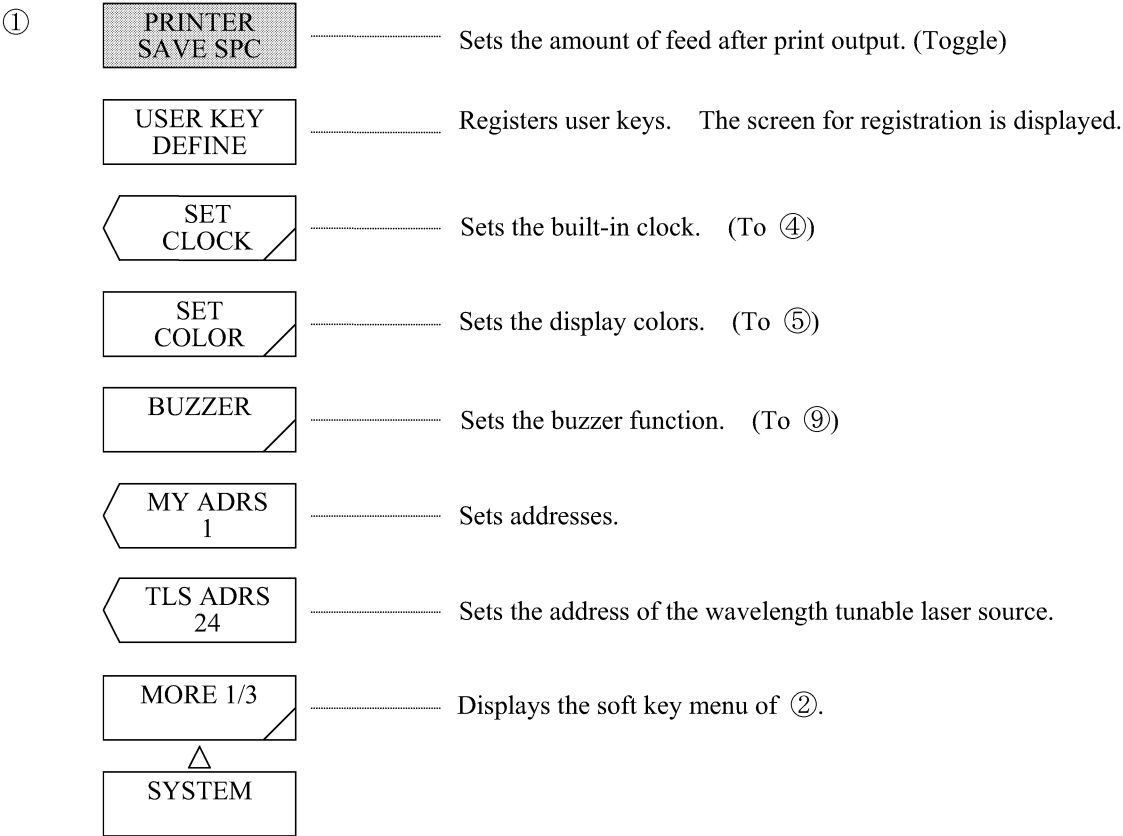 ①
PRINTER
SAVE SPC
Sets the amount of feed after print output. (Toggle)
USER KEY
DEFINE
Registers user keys. The screen for registration is displayed.
SET
CLOCK
Sets the built-in clock. (To ④)
SET
COLOR
Sets the display colors. (To ⑤)
BUZZER
Sets the buzzer function. (To ⑨)
MY ADRS
1
Sets addresses.
TLS ADRS
24
Sets the address of the wavelength tunable laser source.
MORE 1/3
Displays the soft key menu of ②.
SYSTEM